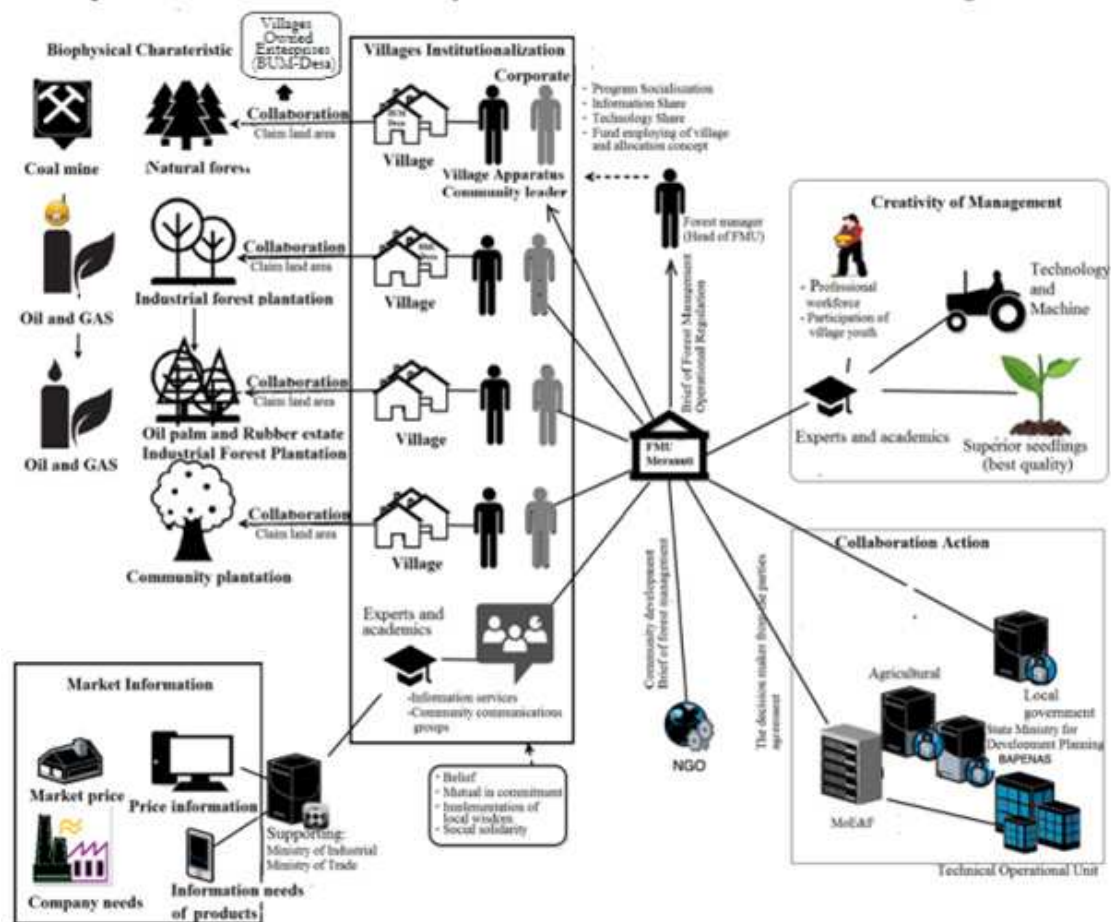 Villages
Owned
Enterprises
(BUM-Desa)
Biophysical Charateristic
Villages Institutionalization
Corporate
- Program Socialization
- Information Share
- Technology Share
- Fund employing of village
and allocation concept
Collaboration
Claim land area
Desa
Coal mine
Natural forest
Village
Village Apparatus
Community leader
Forest manager
(Head of FMU)
Creativity of Management
- Professional
workforce
- Participation of
village youth
Technology
and
Machine
Experts and academics
Superior seedlings
(best quality)
Collaboration
Claim land area
Desa
Oil and GAS
Industrial forest plantation
Village
Brief of Forest Management
Operational Regulation
Collaboration
Claim land area
Oil and GAS
Oil palm and Rubber estate
Industrial Forest Plantation
Village
FMU
Collaboration
Claim land area
Community plantation
Village
Experts and
academics
-Information services
-Community communications
groups
Community development
Brief of forest management
The decision makes from the parties
agreement
NGO
Collaboration Action
Agricultural
Local
government
State Ministry for
Development Planning
BAPENAS
MoE&F
Technical Operational Unit
Market Information
Market price
Price information
Company needs
Information needs
of products
Supporting:
Ministry of Industrial
Ministry of Trade
- Belief
- Mutual in commitment
- Implementation of
local wisdom
- Social solidarity